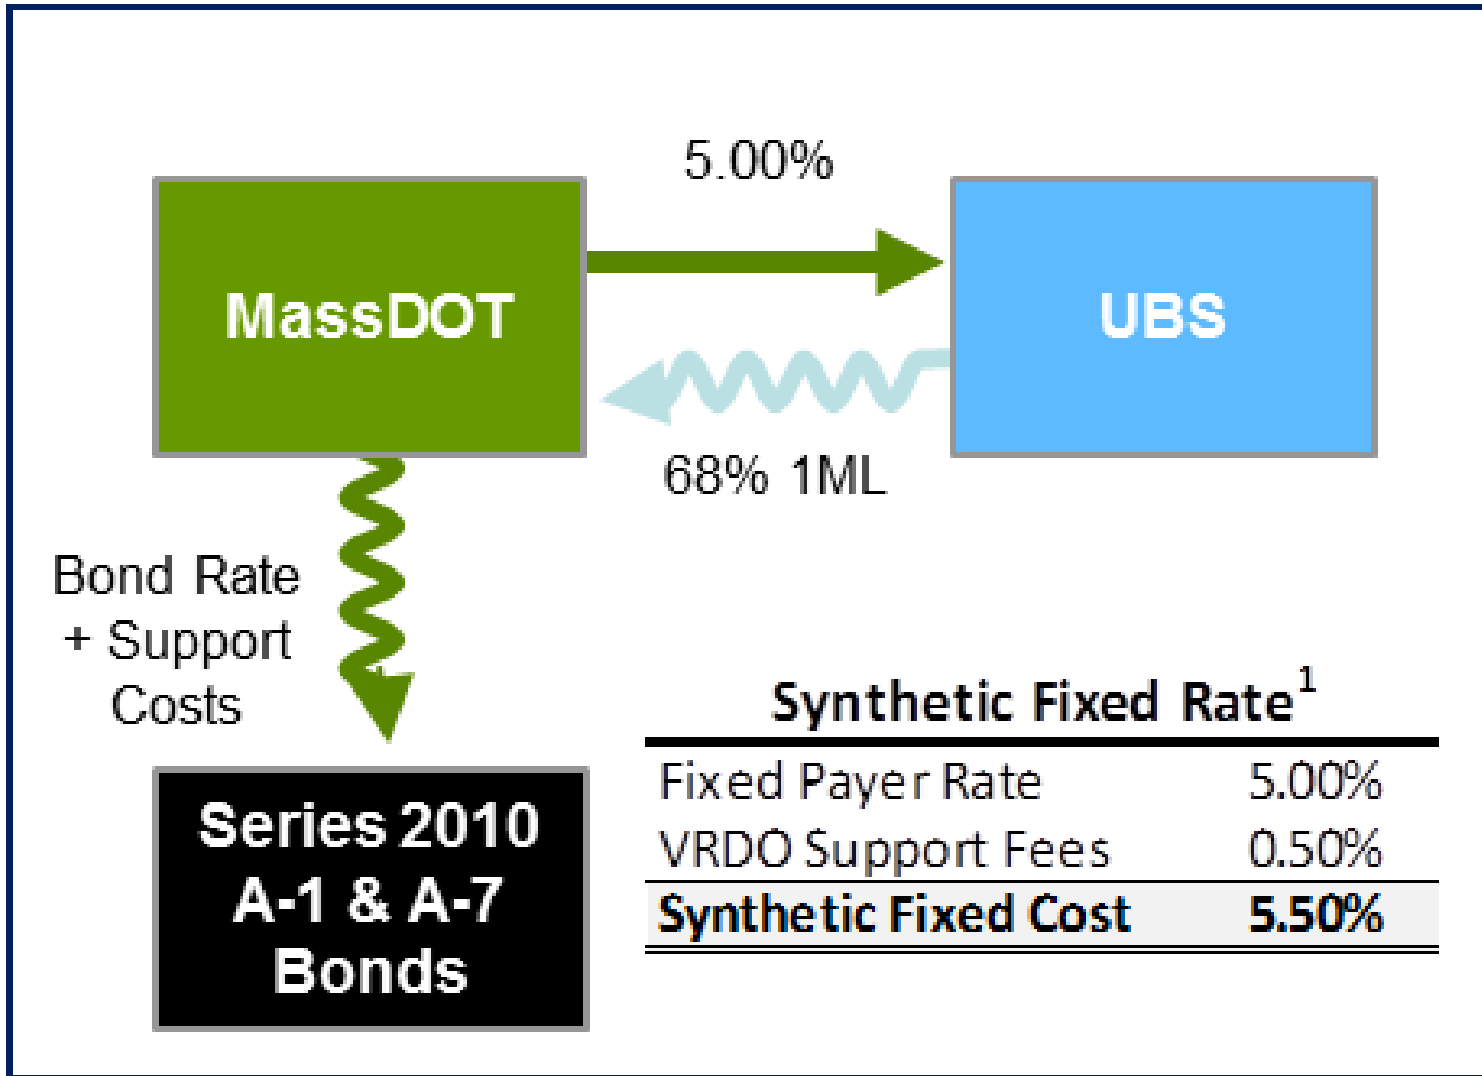 5.00%
MassDOT
UBS
68% 1ML
Bond Rate
+ Support
Costs
Series 2010
A-1 & A-7
Bonds
Synthetic Fixed Rate¹
Fixed Payer Rate 5.00%
VRDO Support Fees 0.50%
Synthetic Fixed Cost 5.50%